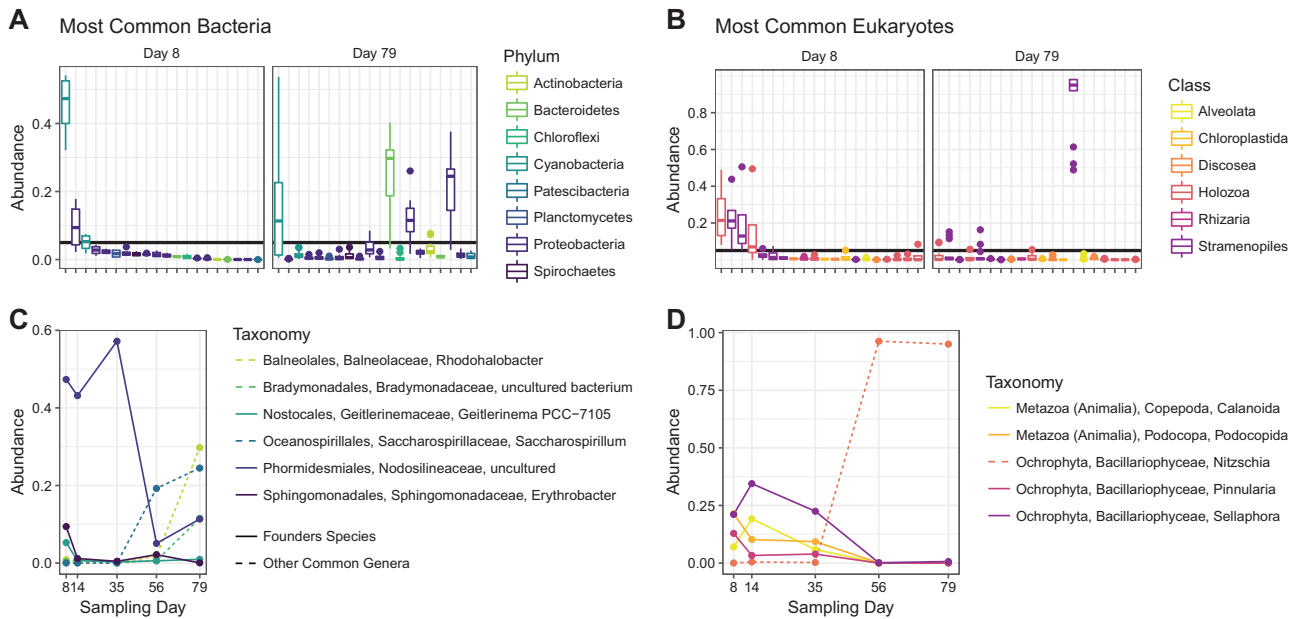 A
Most Common Bacteria
Day 8
Day 79
Abundance
0.4
0.2
0.0
Phylum
Actinobacteria
Bacteroidetes
Chloroflexi
Cyanobacteria
Patescibacteria
Planctomycetes
Proteobacteria
Spirochaetes
B
Most Common Eukaryotes
Day 8
Day 79
Abundance
0.8
0.6
0.4
0.2
Class
Alveolata
Chloroplastida
Discosea
Holozoa
Rhizaria
Stramenopiles
C
Abundance
0.6
0.4
0.2
0.0
8 14 35 56 79
Sampling Day
Taxonomy
Balneolales, Balneolaceae, Rhodohalobacter
Bradymonadales, Bradymonadaceae, uncultured bacterium
Nostocales, Geitlerinemaceae, Geitlerinema PCC−7105
Oceanospirillales, Saccharospirillaceae, Saccharospirillum
Phormidesmiales, Nodosilineaceae, uncultured
Sphingomonadales, Sphingomonadaceae, Erythrobacter
Founders Species
Other Common Genera
D
Abundance
1.00
0.75
0.50
0.25
0.00
8 14 35 56 79
Sampling Day
Taxonomy
Metazoa (Animalia), Copepoda, Calanoida
Metazoa (Animalia), Podocopa, Podocopida
Ochrophyta, Bacillariophyceae, Nitzschia
Ochrophyta, Bacillariophyceae, Pinnularia
Ochrophyta, Bacillariophyceae, Sellaphora